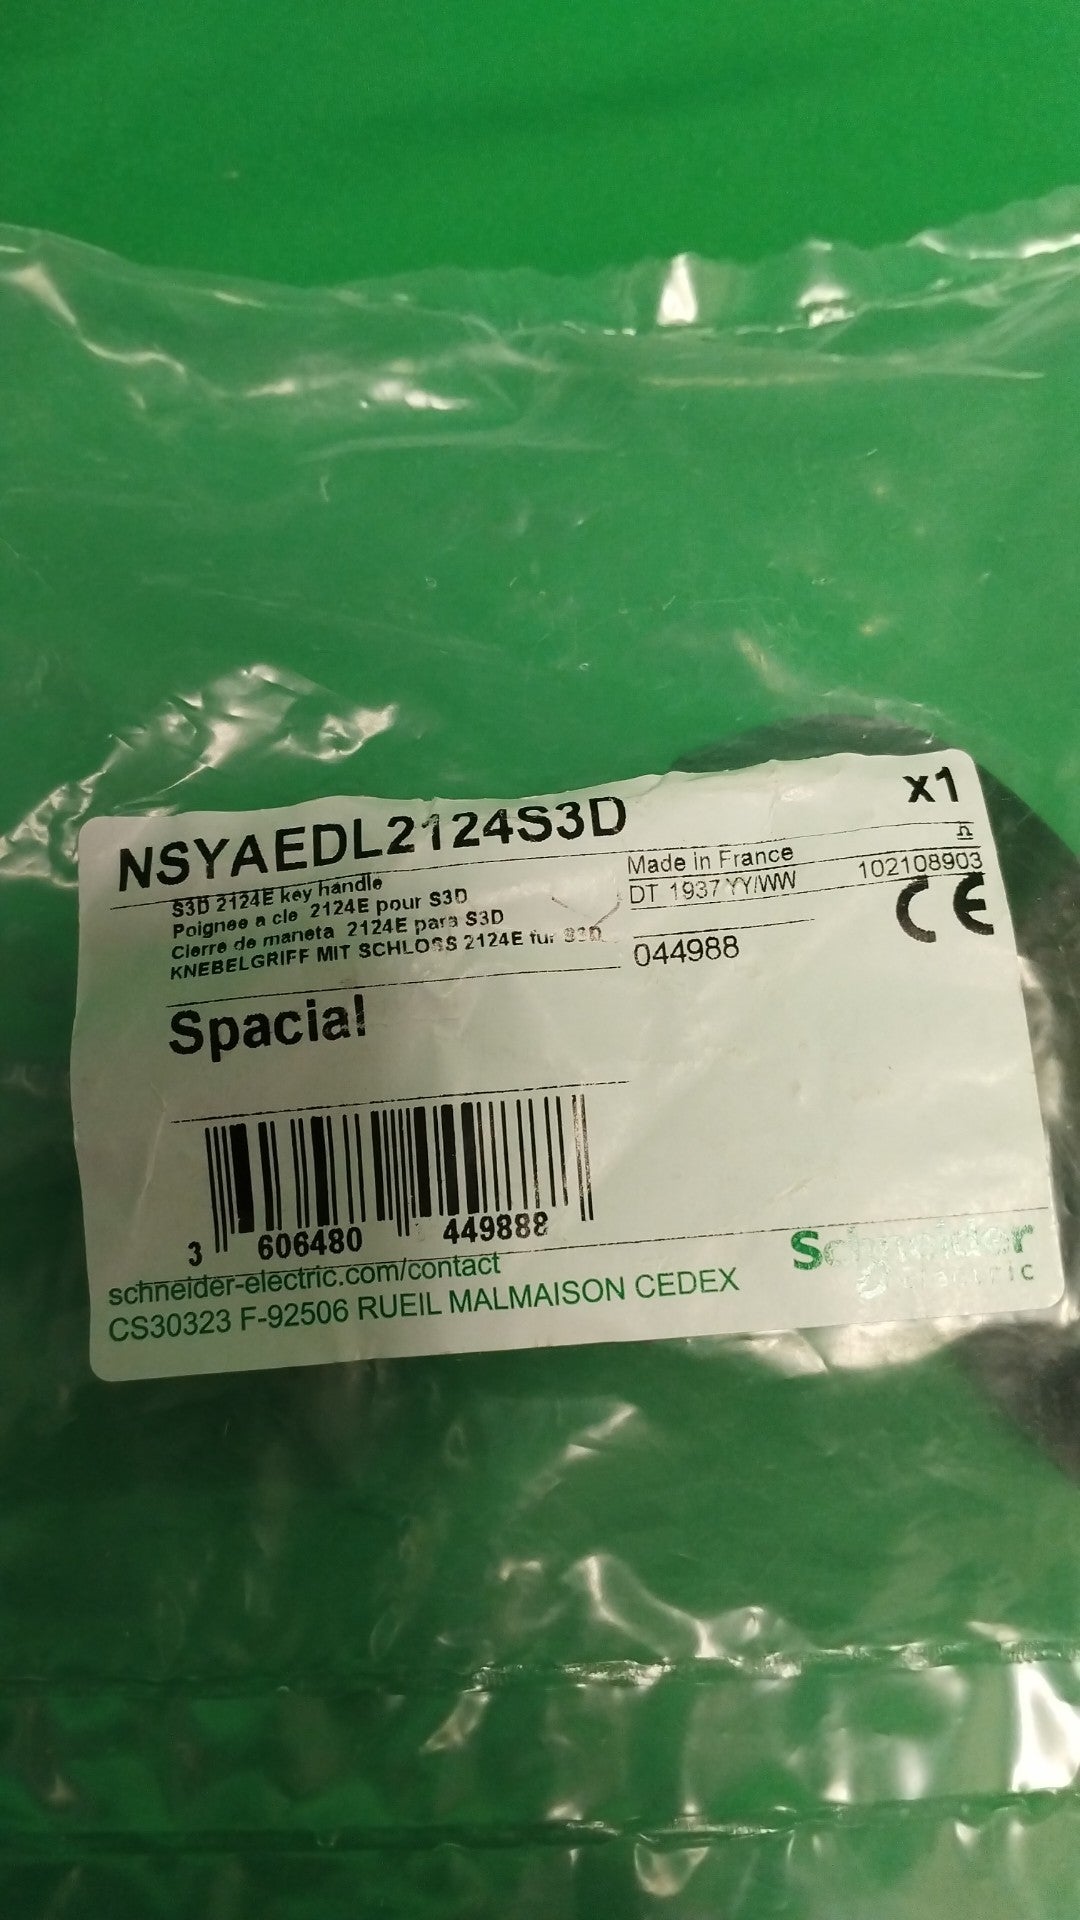 NSYAEDL2124S3D
x1
S3D 2124E key handle
Poignee a cle 2124E pour S3D
Cierre de maneta 2124E para S3D
KNEBELGRIFF MIT SCHLOSS 2124E fur S3D
Made in France
DT 1937 YY/WW
102108903
CE
044988
Spacial
3 606480 449888
schneider-electric.com/contact
CS30323 F-92506 RUEIL MALMAISON CEDEX
Schneider
Electric